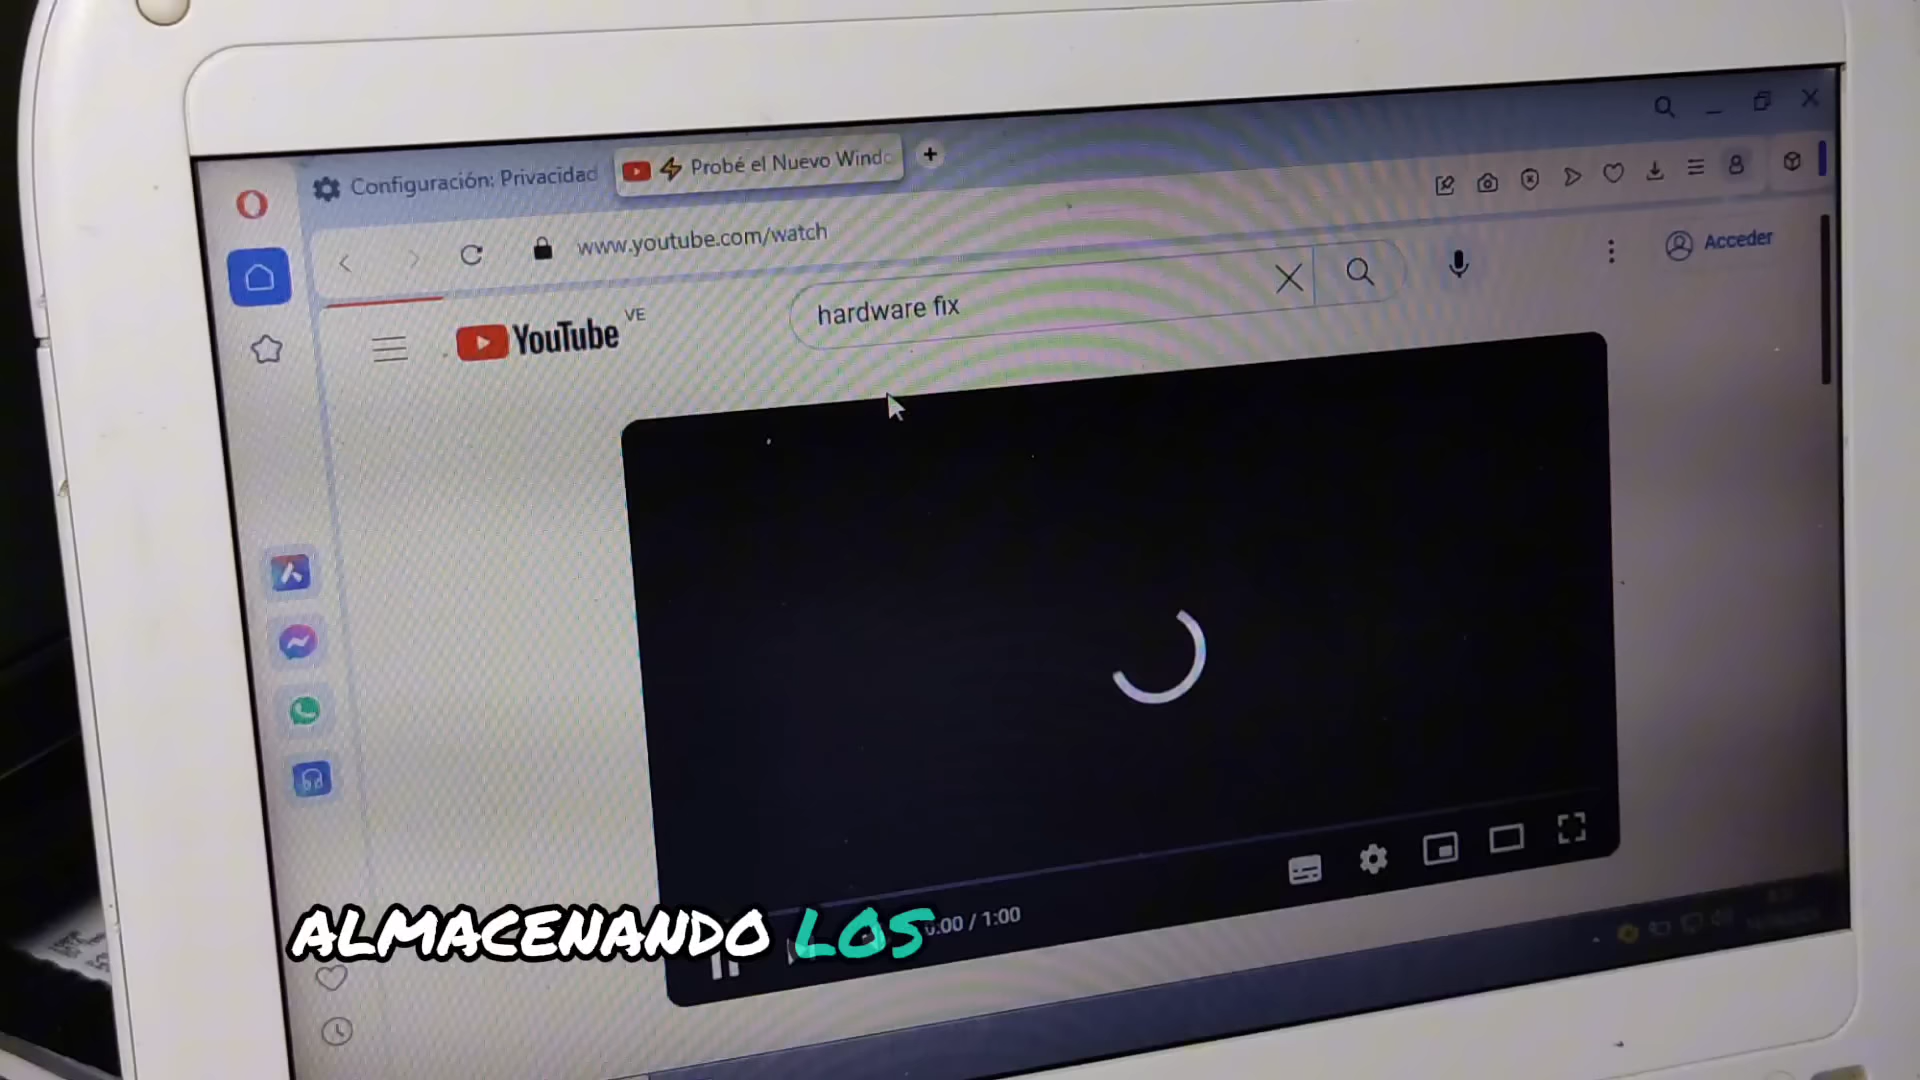 Configuración: Privacidad
Probé el Nuevo Windo
www.youtube.com/watch
YouTube VE
hardware fix
Acceder
0:00 / 1:00
ALMACENANDO LOS